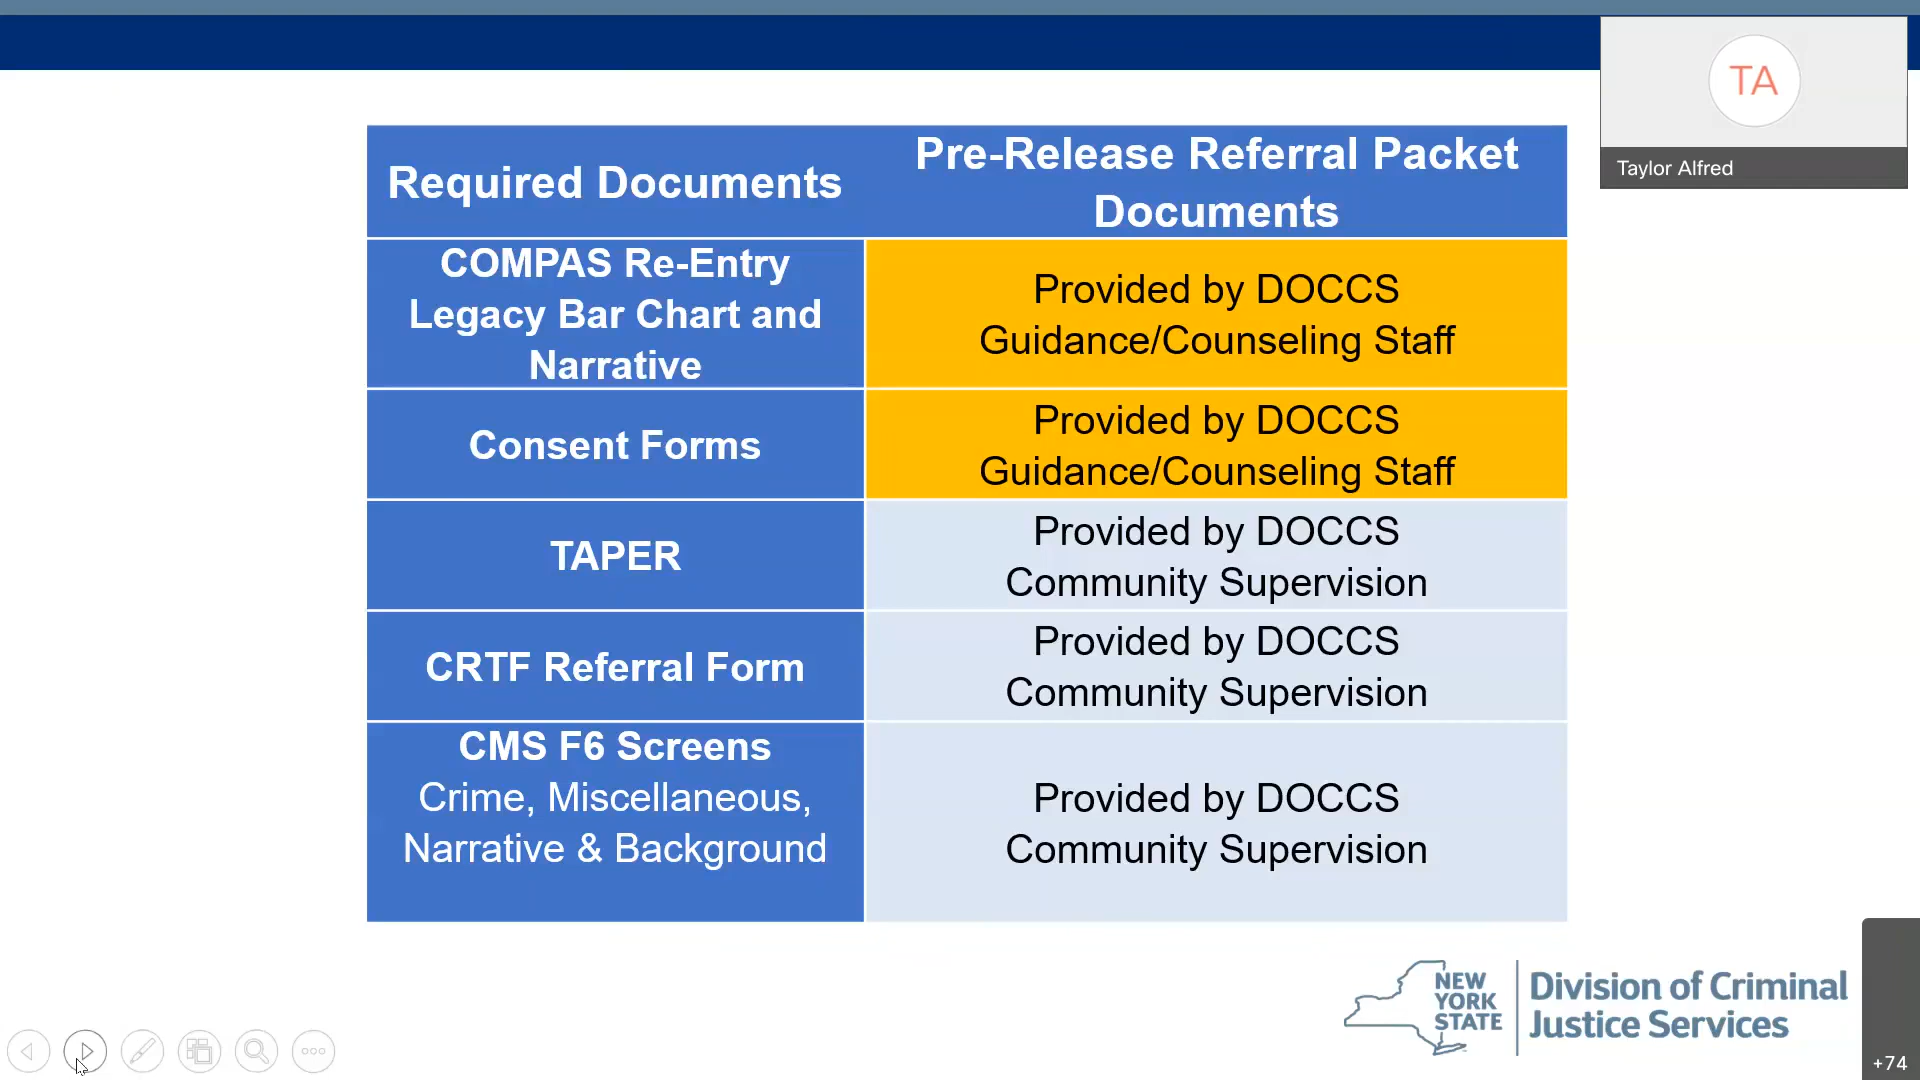 TA
Taylor Alfred
Required Documents
Pre-Release Referral Packet
Documents
COMPAS Re-Entry
Legacy Bar Chart and
Narrative
Provided by DOCCS
Guidance/Counseling Staff
Consent Forms
Provided by DOCCS
Guidance/Counseling Staff
TAPER
Provided by DOCCS
Community Supervision
CRTF Referral Form
Provided by DOCCS
Community Supervision
CMS F6 Screens
Crime, Miscellaneous,
Narrative & Background
Provided by DOCCS
Community Supervision
NEW
YORK
STATE
Division of Criminal
Justice Services
+74